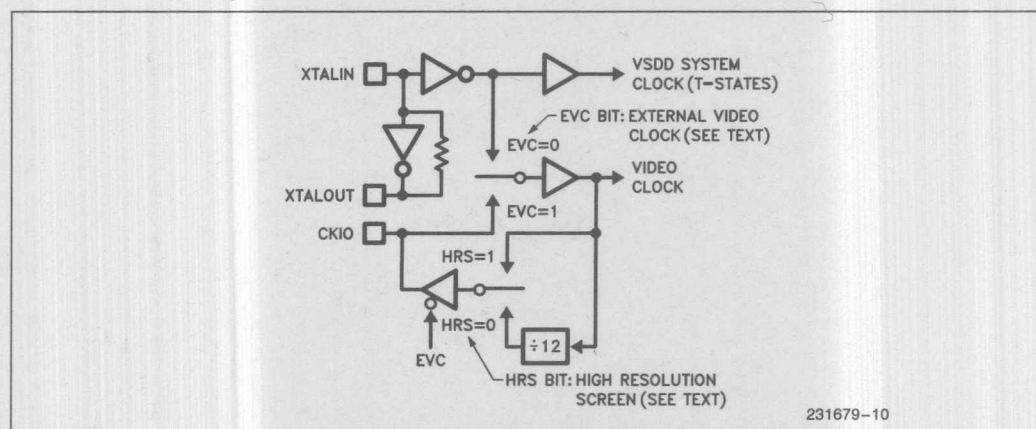 XTALIN
VSDD SYSTEM
CLOCK (T-STATES)
EVC BIT: EXTERNAL VIDEO
CLOCK (SEE TEXT)
EVC=0
VIDEO
CLOCK
XTALOUT
EVC=1
CKIO
HRS=1
HRS=0
÷12
EVC
HRS BIT: HIGH RESOLUTION
SCREEN (SEE TEXT)
231679-10